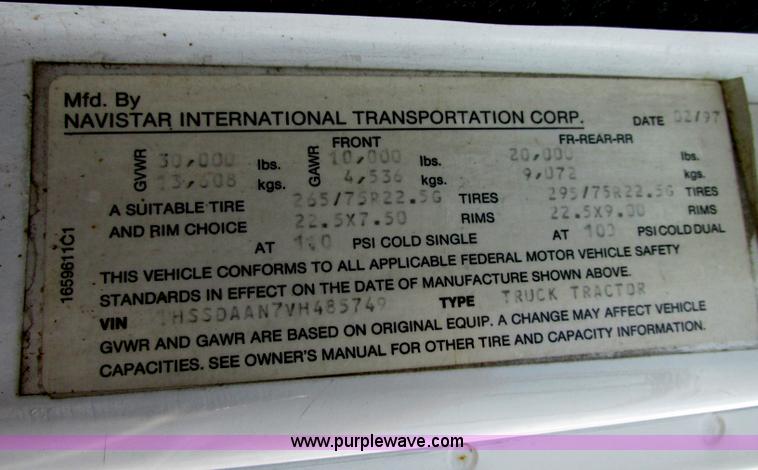 Mfd. By
NAVISTAR INTERNATIONAL TRANSPORTATION CORP. DATE 02/97
FRONT FR-REAR-RR
GVWR 30,000 lbs. GAWR 10,000 lbs. 20,000 lbs.
13,608 kgs. 4,536 kgs. 9,072 kgs.
A SUITABLE TIRE 265/75R22.5G TIRES 295/75R22.5G TIRES
AND RIM CHOICE 22.5X7.50 RIMS 22.5X9.00 RIMS
AT 110 PSI COLD SINGLE AT 100 PSI COLD DUAL
THIS VEHICLE CONFORMS TO ALL APPLICABLE FEDERAL MOTOR VEHICLE SAFETY
STANDARDS IN EFFECT ON THE DATE OF MANUFACTURE SHOWN ABOVE.
VIN 1HSSDAAN7VH485749 TYPE TRUCK TRACTOR
GVWR AND GAWR ARE BASED ON ORIGINAL EQUIP. A CHANGE MAY AFFECT VEHICLE
CAPACITIES. SEE OWNER'S MANUAL FOR OTHER TIRE AND CAPACITY INFORMATION.
1659611C1
www.purplewave.com